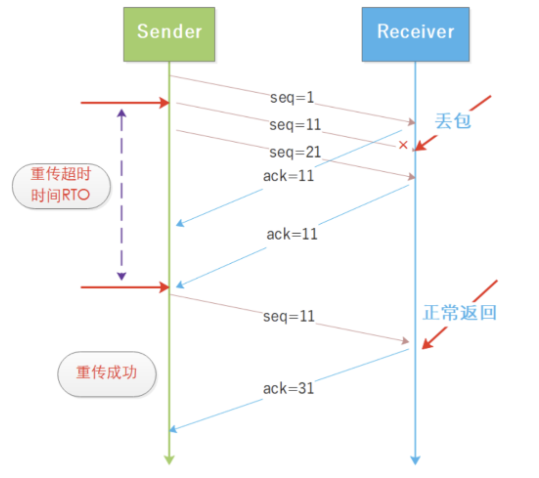 Sender
Receiver
seq=1
seq=11
丢包
seq=21
重传超时
时间RTO
ack=11
ack=11
seq=11
正常返回
重传成功
ack=31